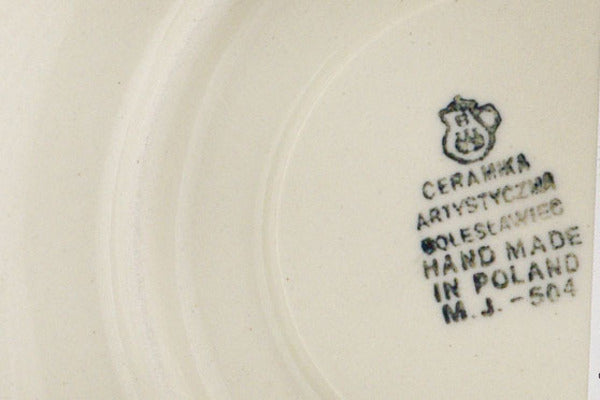 CERAMIKA
ARTYSTYCZNA
BOLESŁAWIEC
HAND MADE
IN POLAND
M.J.-504